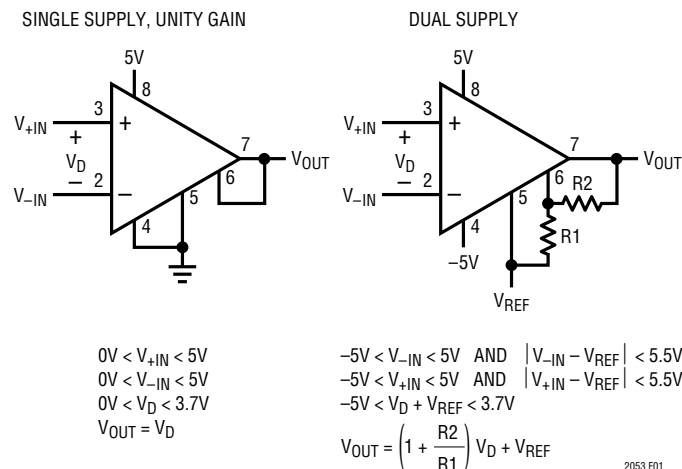 SINGLE SUPPLY, UNITY GAIN
5V
8
V+IN
3
+
+
VD
7
VOUT
6
–
V–IN
2
–
5
4
0V < V+IN < 5V
0V < V–IN < 5V
0V < VD < 3.7V
VOUT = VD
DUAL SUPPLY
5V
8
V+IN
3
+
+
VD
7
VOUT
6
R2
–
V–IN
2
–
5
4
R1
–5V
VREF
–5V < V–IN < 5V AND |V–IN – VREF| < 5.5V
–5V < V+IN < 5V AND |V+IN – VREF| < 5.5V
–5V < VD + VREF < 3.7V
VOUT = (1 + R2/R1) VD + VREF
2053 F01